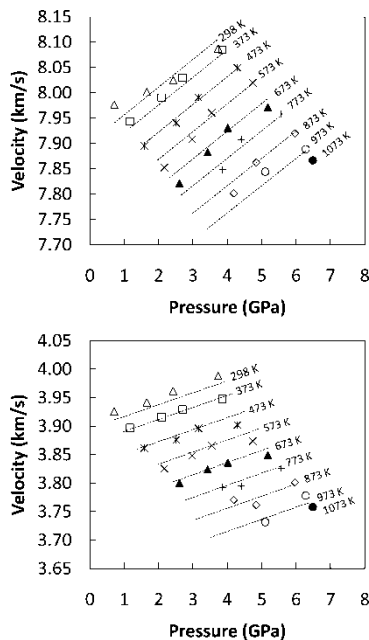 8.15
8.10
8.05
8.00
7.95
7.90
7.85
7.80
7.75
7.70
Velocity (km/s)
298 K
373 K
473 K
573 K
673 K
773 K
873 K
973 K
1073 K
0 1 2 3 4 5 6 7 8
Pressure (GPa)
4.05
4.00
3.95
3.90
3.85
3.80
3.75
3.70
3.65
Velocity (km/s)
298 K
373 K
473 K
573 K
673 K
773 K
873 K
973 K
1073 K
0 1 2 3 4 5 6 7 8
Pressure (GPa)